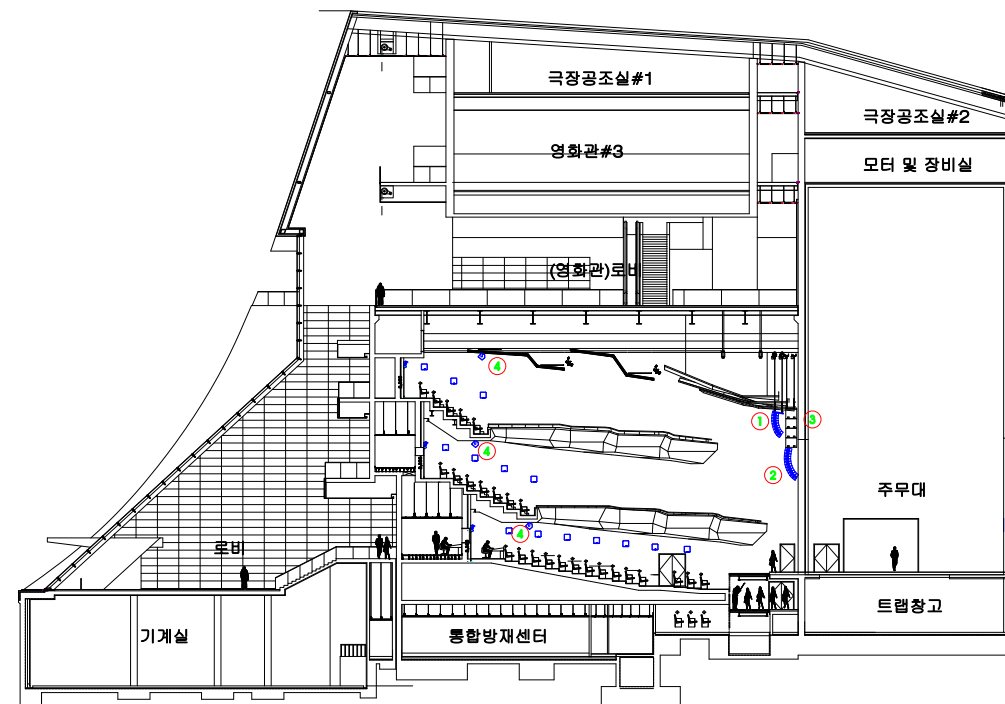 극장공조실#1
극장공조실#2
영화관#3
모터 및 장비실
(영화관)로비
4
1
3
4
2
주무대
4
로비
트랩창고
기계실
통합방재센터